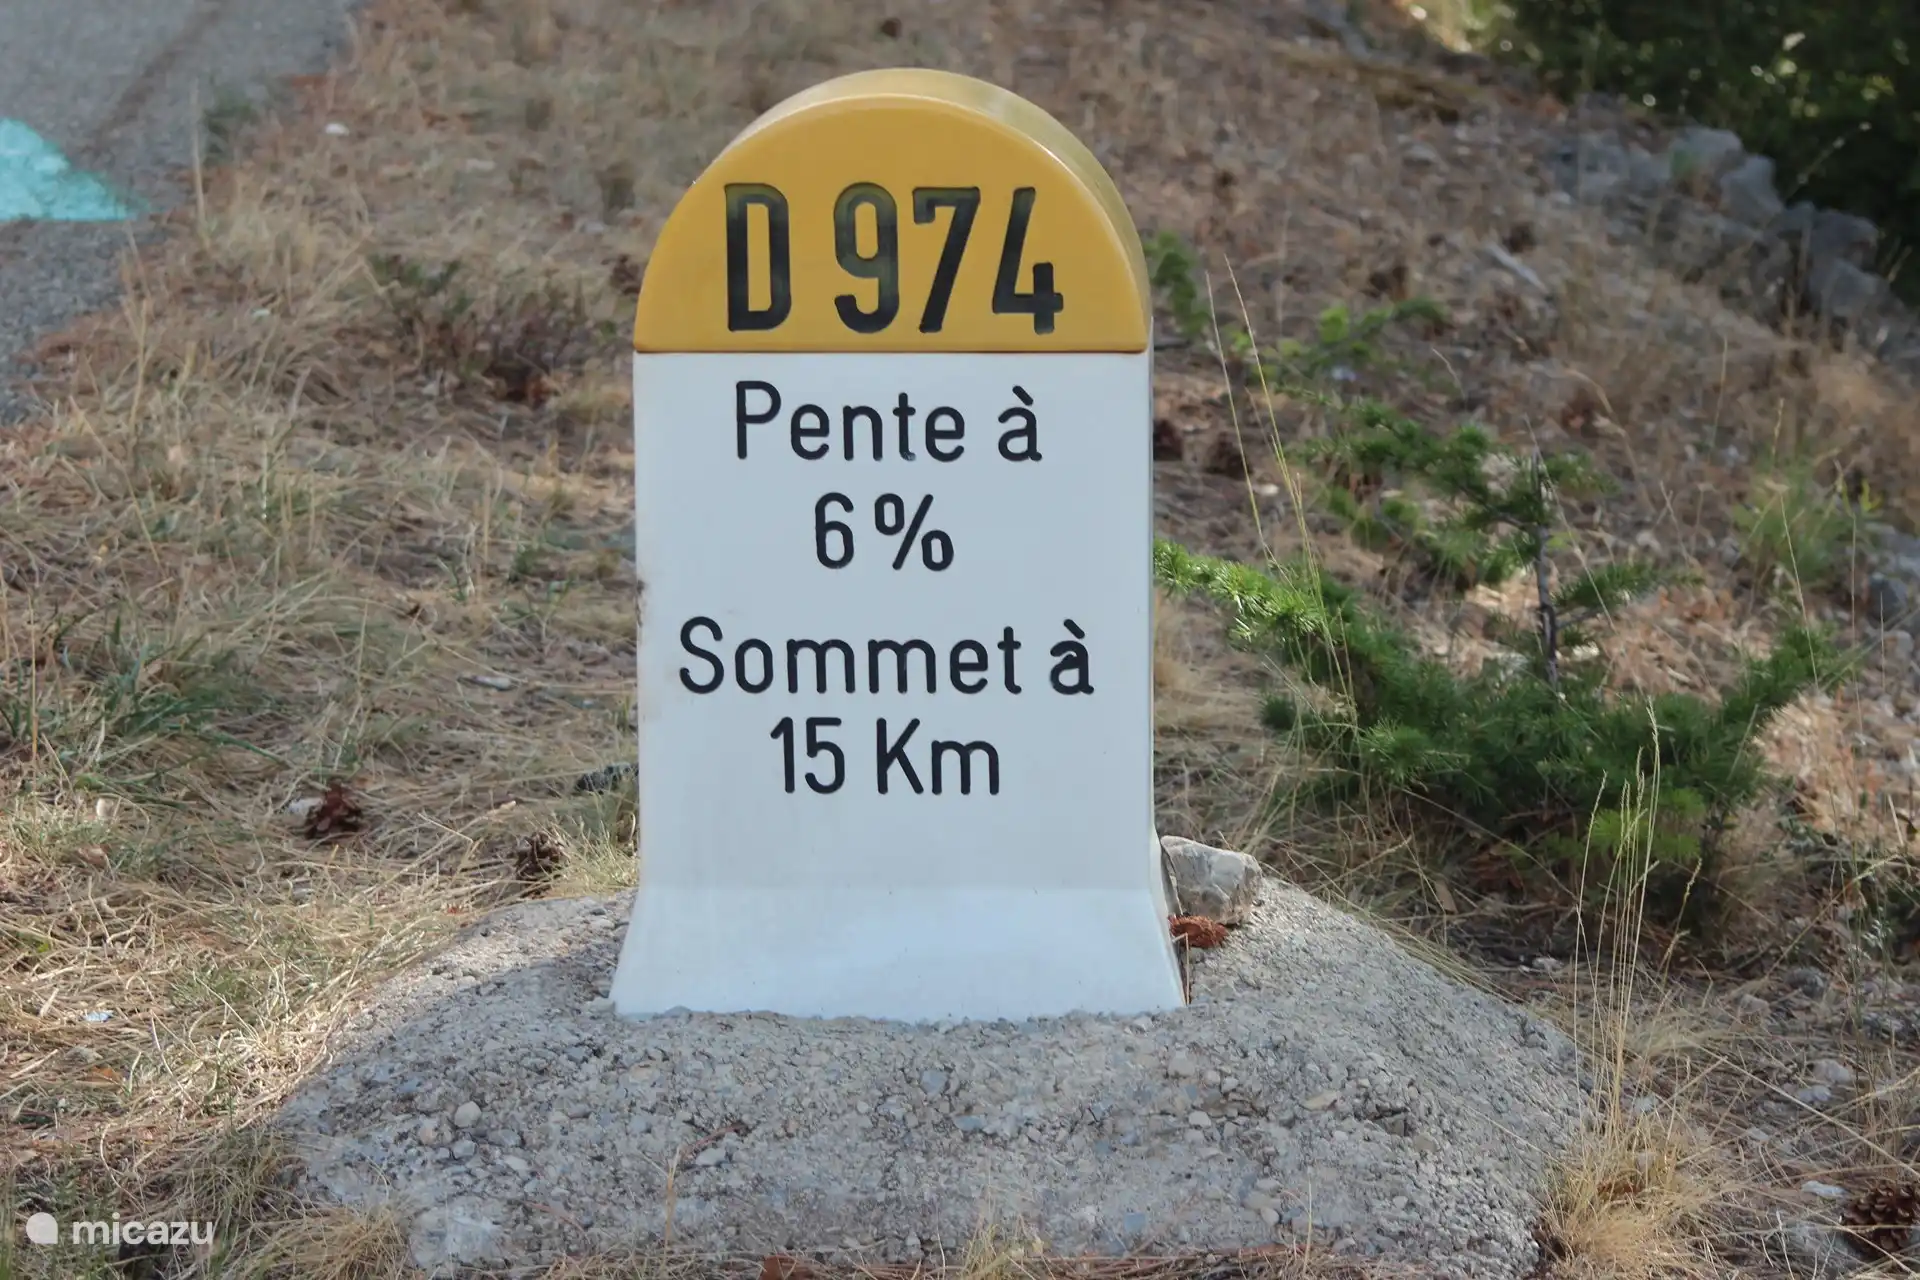 D 974
Pente à
6%
Sommet à
15 Km
micazu